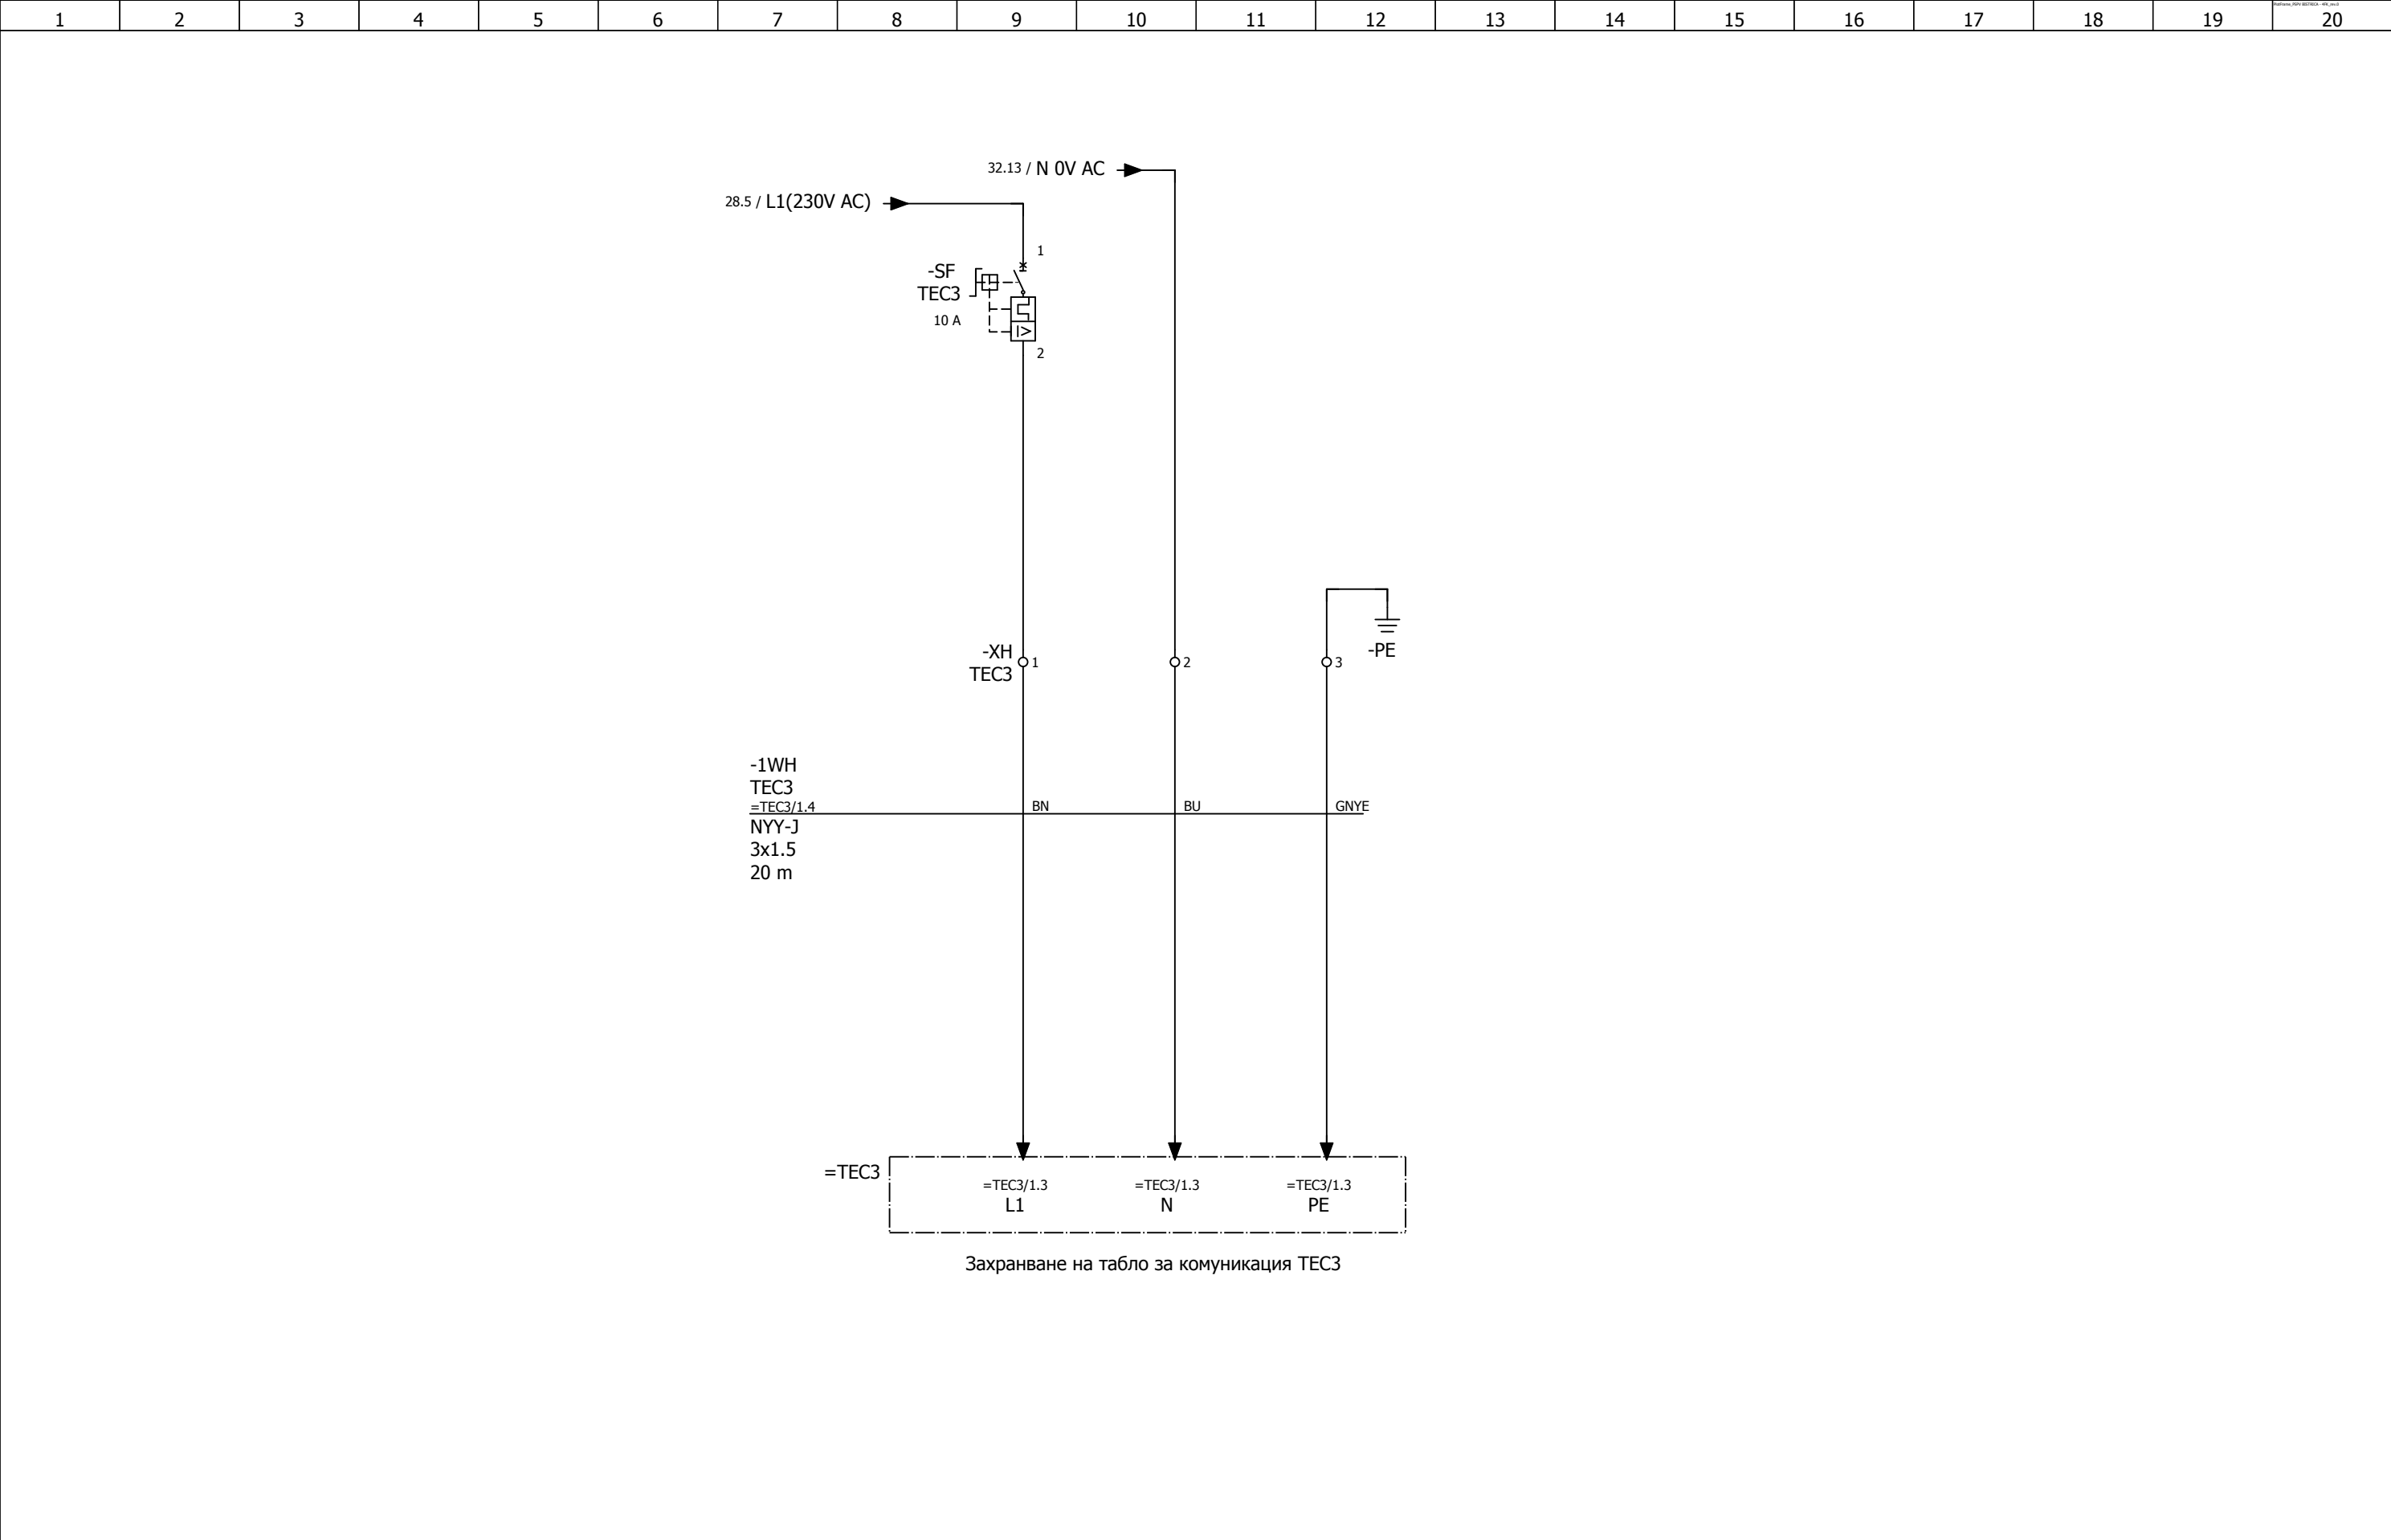 1 2 3 4 5 6 7 8 9 10 11 12 13 14 15 16 17 18 19 20
32.13 / N 0V AC
28.5 / L1(230V AC)
1
-SF
TEC3
10 A
2
-PE
-XH
TEC3
1 2 3
-1WH
TEC3
=TEC3/1.4
BN BU GNYE
NYY-J
3x1.5
20 m
=TEC3
=TEC3/1.3 =TEC3/1.3 =TEC3/1.3
L1 N PE
Захранване на табло за комуникация TEC3